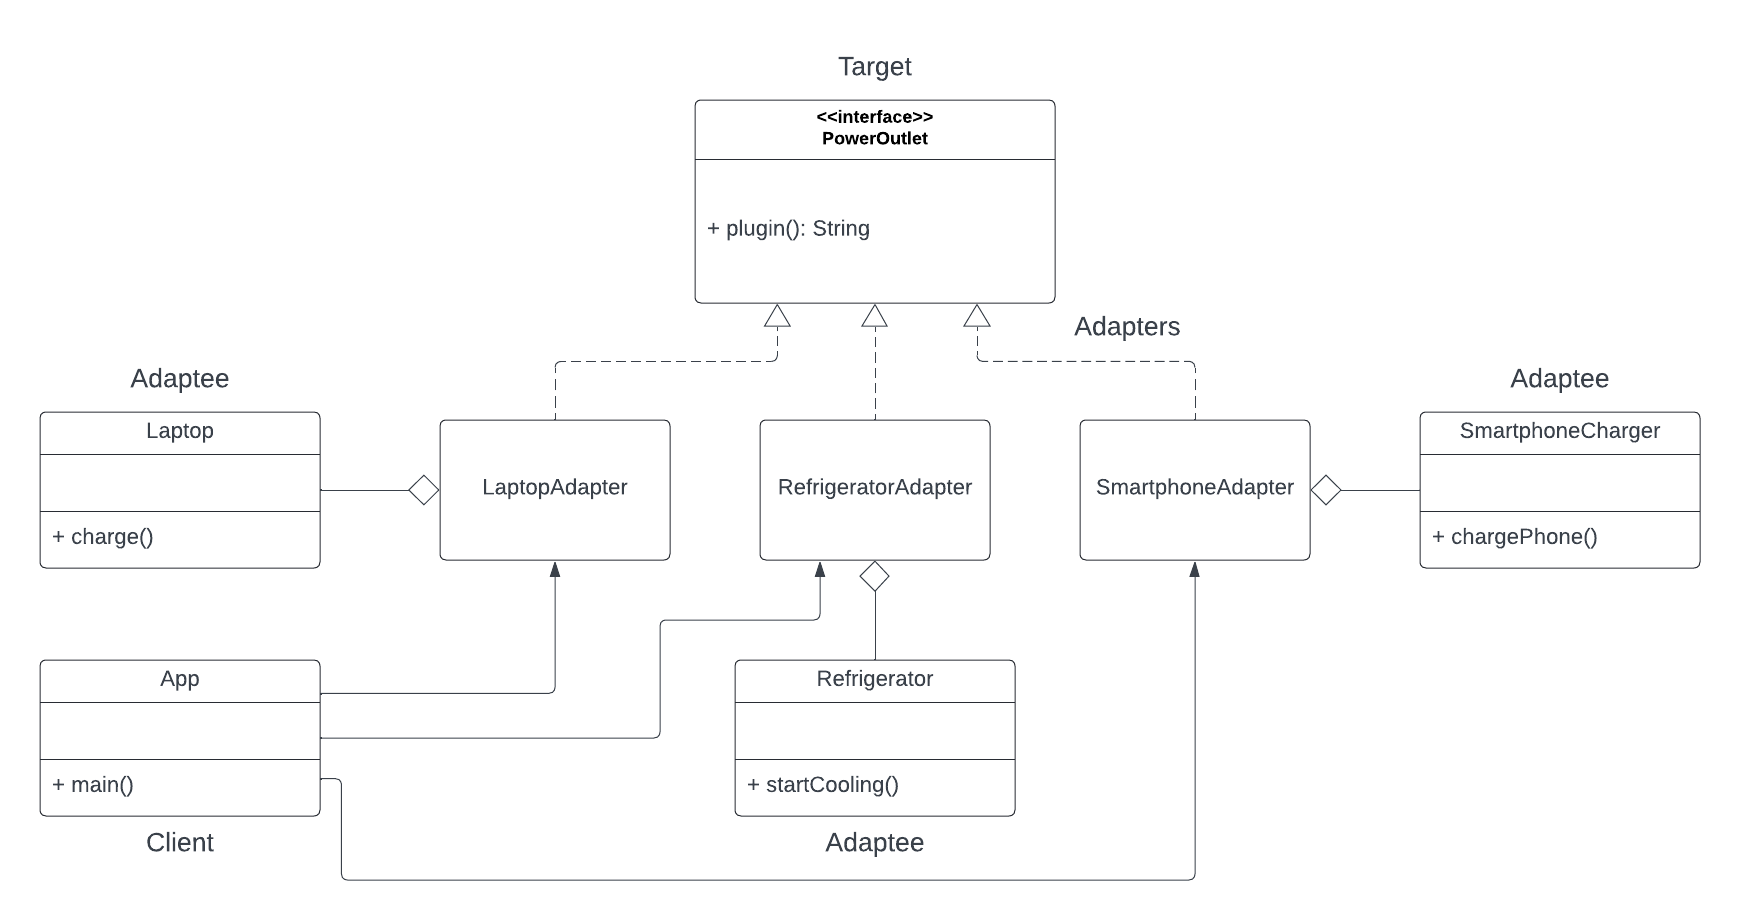 Target
<<interface>>
PowerOutlet
+ plugin(): String
Adapters
Adaptee
Laptop
+ charge()
LaptopAdapter
RefrigeratorAdapter
SmartphoneAdapter
Adaptee
SmartphoneCharger
+ chargePhone()
App
+ main()
Client
Refrigerator
+ startCooling()
Adaptee